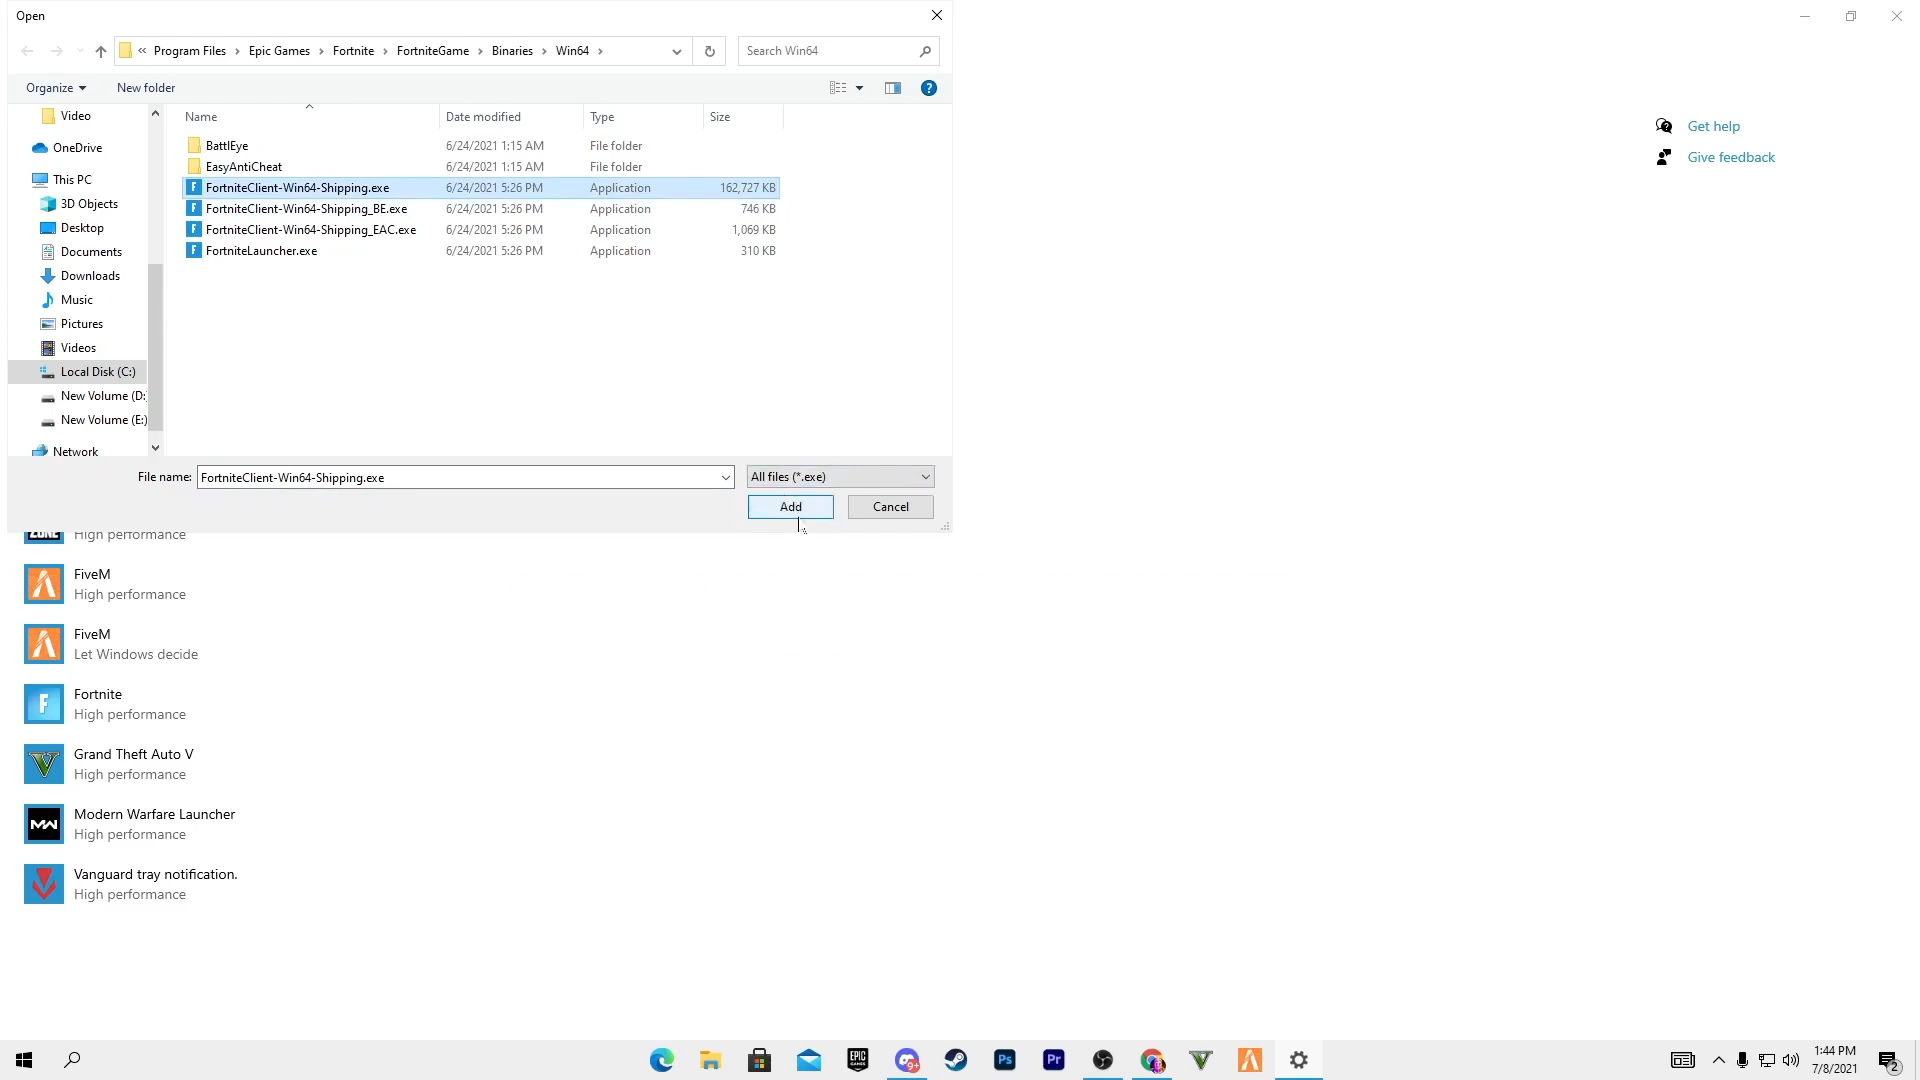 Open
« Program Files › Epic Games › Fortnite › FortniteGame › Binaries › Win64 ›
Search Win64
Organize
New folder
?
Name
Date modified
Type
Size
Video
OneDrive
This PC
3D Objects
Desktop
Documents
Downloads
Music
Pictures
Videos
Local Disk (C:)
New Volume (D:
New Volume (E:)
Network
BattlEye 6/24/2021 1:15 AM File folder
EasyAntiCheat 6/24/2021 1:15 AM File folder
FortniteClient-Win64-Shipping.exe 6/24/2021 5:26 PM Application 162,727 KB
FortniteClient-Win64-Shipping_BE.exe 6/24/2021 5:26 PM Application 746 KB
FortniteClient-Win64-Shipping_EAC.exe 6/24/2021 5:26 PM Application 1,069 KB
FortniteLauncher.exe 6/24/2021 5:26 PM Application 310 KB
File name: FortniteClient-Win64-Shipping.exe
All files (*.exe)
Add
Cancel
Get help
Give feedback
ZONE
High performance
FiveM
High performance
FiveM
Let Windows decide
F
Fortnite
High performance
V
Grand Theft Auto V
High performance
MW
Modern Warfare Launcher
High performance
Vanguard tray notification.
High performance
EPIC GAMES
9+
Ps
Pr
V
1:44 PM
7/8/2021
2